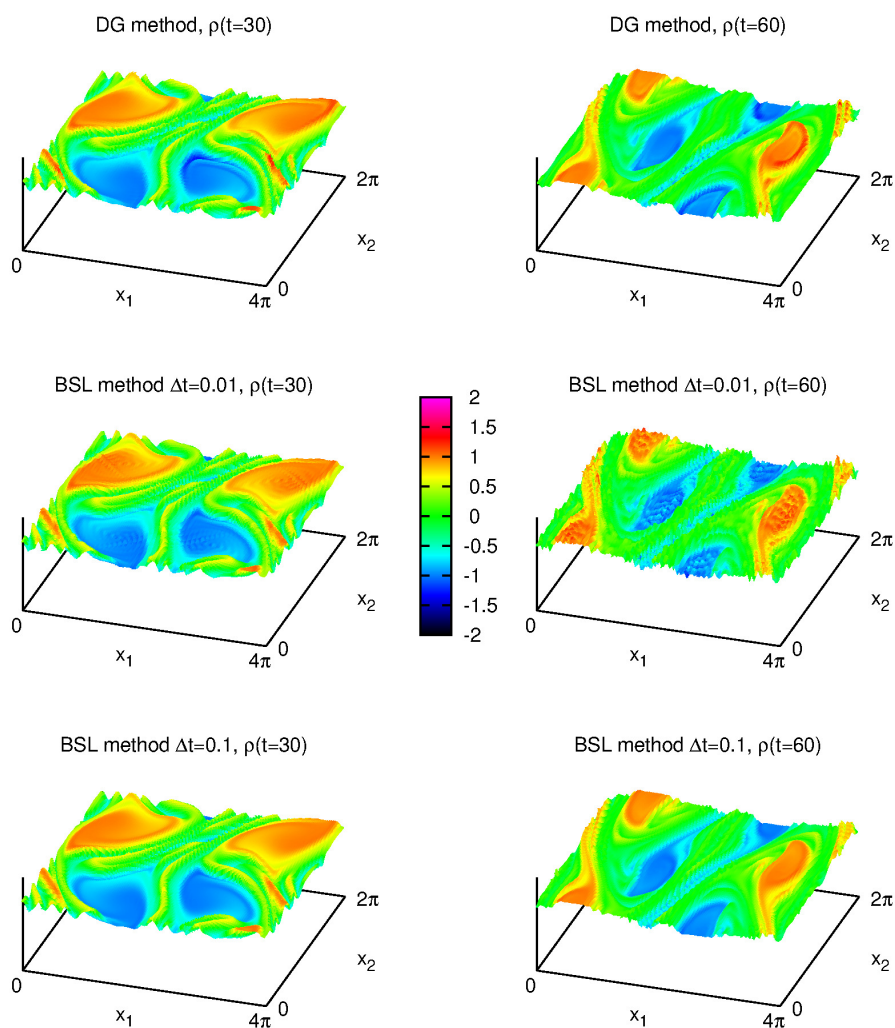 DG method, ρ(t=30)
DG method, ρ(t=60)
2π
x₂
0
x₁
4π
0
2π
x₂
0
x₁
4π
0
BSL method Δt=0.01, ρ(t=30)
BSL method Δt=0.01, ρ(t=60)
2
1.5
1
0.5
0
-0.5
-1
-1.5
-2
2π
x₂
0
x₁
4π
0
2π
x₂
0
x₁
4π
0
BSL method Δt=0.1, ρ(t=30)
BSL method Δt=0.1, ρ(t=60)
2π
x₂
0
x₁
4π
0
2π
x₂
0
x₁
4π
0